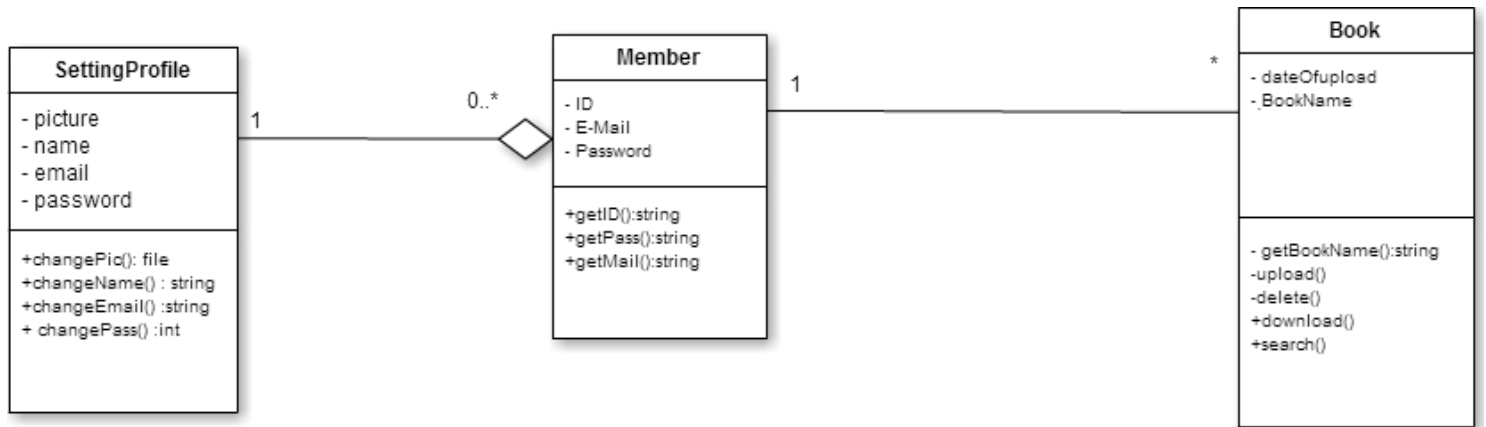 SettingProfile
- picture
- name
- email
- password
+changePic(): file
+changeName() : string
+changeEmail() :string
+ changePass() :int
1
0..*
Member
- ID
- E-Mail
- Password
+getID():string
+getPass():string
+getMail():string
1
*
Book
- dateOfupload
- BookName
- getBookName():string
-upload()
-delete()
+download()
+search()